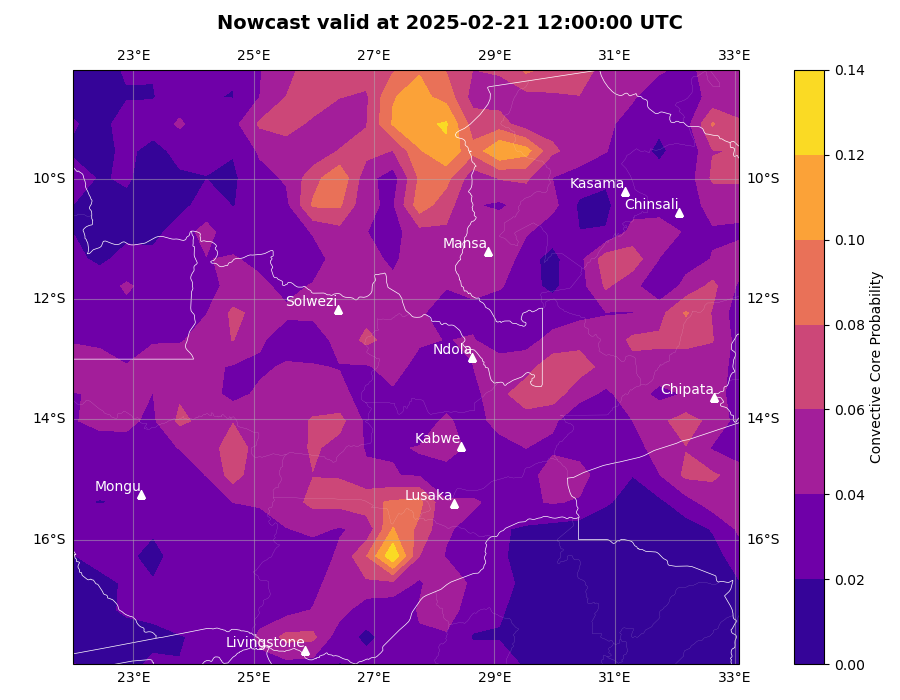 Nowcast valid at 2025-02-21 12:00:00 UTC
23°E 25°E 27°E 29°E 31°E 33°E
0.14
0.12
10°S Kasama 10°S
Chinsali
0.10
Mansa
12°S Solwezi 12°S
0.08
Ndola
Chipata
0.06
14°S 14°S
Kabwe
Mongu
Lusaka
0.04
16°S 16°S
0.02
Livingstone
0.00
23°E 25°E 27°E 29°E 31°E 33°E
Convective Core Probability